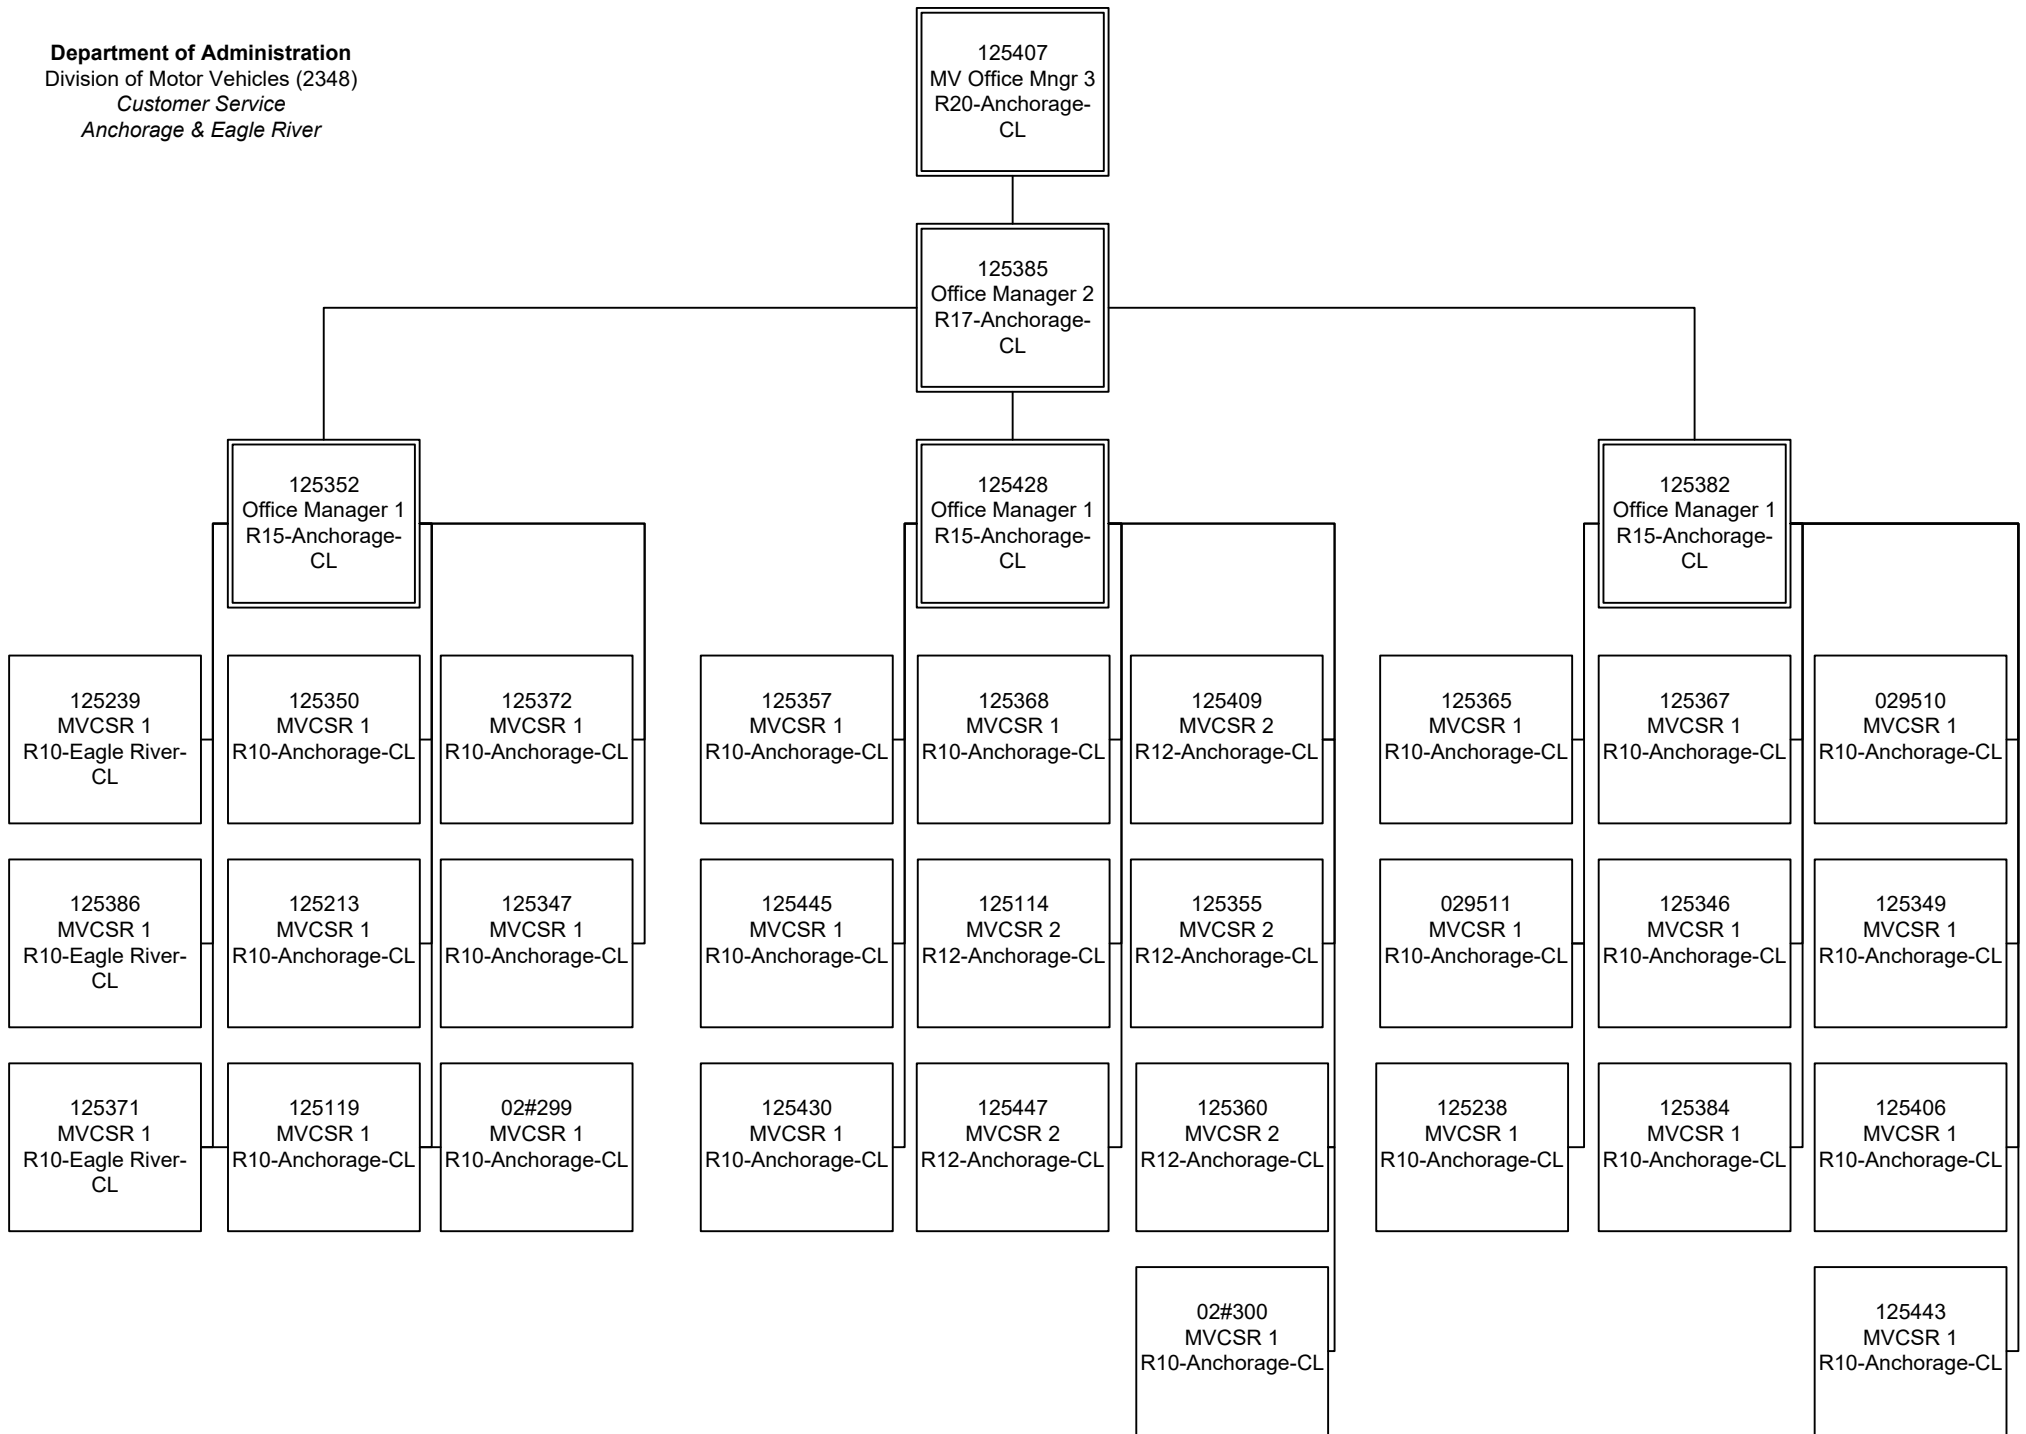 Department of Administration
Division of Motor Vehicles (2348)
Customer Service
Anchorage & Eagle River
125407
MV Office Mngr 3
R20-Anchorage-
CL
125385
Office Manager 2
R17-Anchorage-
CL
125352
Office Manager 1
R15-Anchorage-
CL
125428
Office Manager 1
R15-Anchorage-
CL
125382
Office Manager 1
R15-Anchorage-
CL
125239
MVCSR 1
R10-Eagle River-
CL
125350
MVCSR 1
R10-Anchorage-CL
125372
MVCSR 1
R10-Anchorage-CL
125357
MVCSR 1
R10-Anchorage-CL
125368
MVCSR 1
R10-Anchorage-CL
125409
MVCSR 2
R12-Anchorage-CL
125365
MVCSR 1
R10-Anchorage-CL
125367
MVCSR 1
R10-Anchorage-CL
029510
MVCSR 1
R10-Anchorage-CL
125386
MVCSR 1
R10-Eagle River-
CL
125213
MVCSR 1
R10-Anchorage-CL
125347
MVCSR 1
R10-Anchorage-CL
125445
MVCSR 1
R10-Anchorage-CL
125114
MVCSR 2
R12-Anchorage-CL
125355
MVCSR 2
R12-Anchorage-CL
029511
MVCSR 1
R10-Anchorage-CL
125346
MVCSR 1
R10-Anchorage-CL
125349
MVCSR 1
R10-Anchorage-CL
125371
MVCSR 1
R10-Eagle River-
CL
125119
MVCSR 1
R10-Anchorage-CL
02#299
MVCSR 1
R10-Anchorage-CL
125430
MVCSR 1
R10-Anchorage-CL
125447
MVCSR 2
R12-Anchorage-CL
125360
MVCSR 2
R12-Anchorage-CL
125238
MVCSR 1
R10-Anchorage-CL
125384
MVCSR 1
R10-Anchorage-CL
125406
MVCSR 1
R10-Anchorage-CL
02#300
MVCSR 1
R10-Anchorage-CL
125443
MVCSR 1
R10-Anchorage-CL